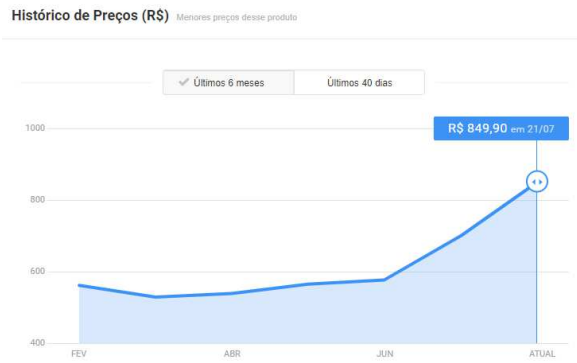 Histórico de Preços (R$) Menores preços desse produto
Últimos 6 meses Últimos 40 dias
R$ 849,90 em 21/07
1000
800
600
400
FEV ABR JUN ATUAL